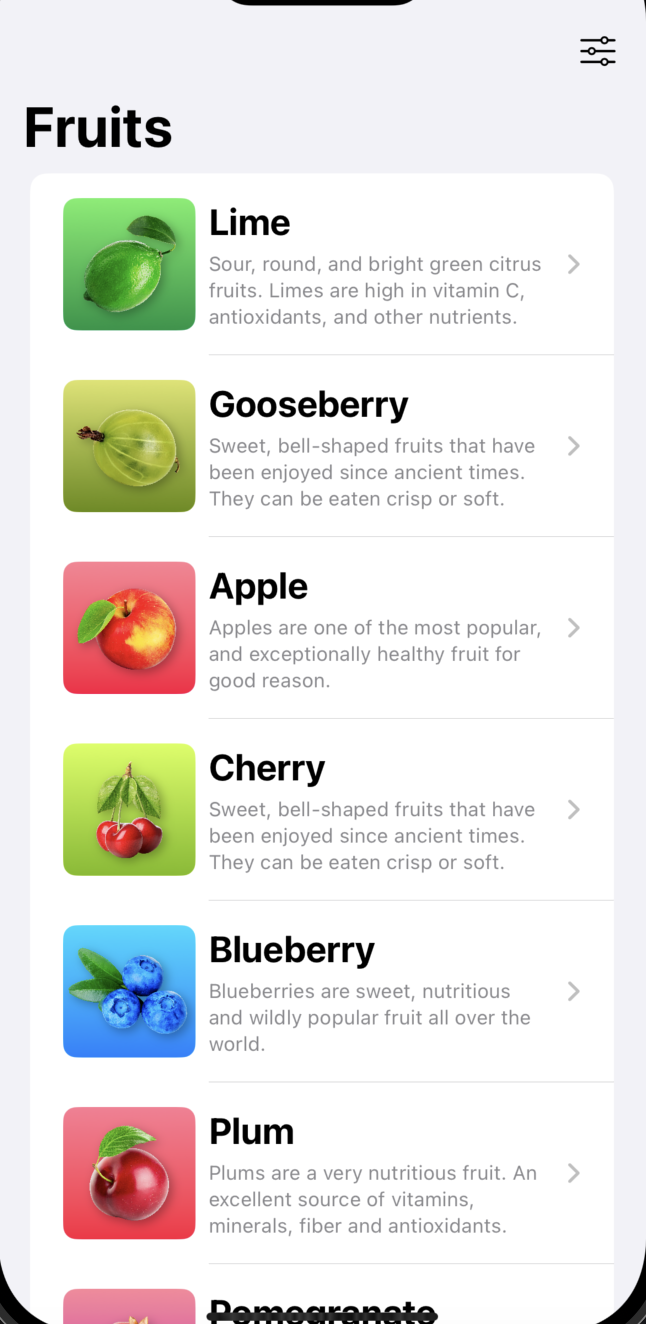 Fruits
Lime
Sour, round, and bright green citrus
fruits. Limes are high in vitamin C,
antioxidants, and other nutrients.
Gooseberry
Sweet, bell-shaped fruits that have
been enjoyed since ancient times.
They can be eaten crisp or soft.
Apple
Apples are one of the most popular,
and exceptionally healthy fruit for
good reason.
Cherry
Sweet, bell-shaped fruits that have
been enjoyed since ancient times.
They can be eaten crisp or soft.
Blueberry
Blueberries are sweet, nutritious
and wildly popular fruit all over the
world.
Plum
Plums are a very nutritious fruit. An
excellent source of vitamins,
minerals, fiber and antioxidants.
Pomegranate